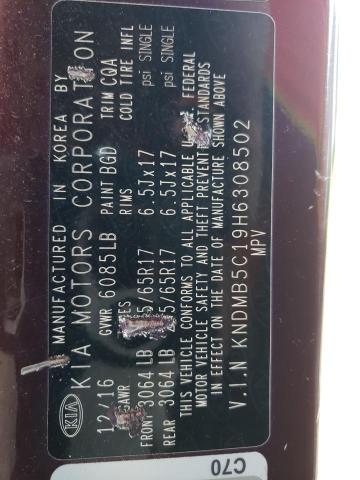 MANUFACTURED IN KOREA BY
KIA KIA MOTORS CORPORATION
12/16 GVWR 6085LB PAINT BGD TRIM CQA
GAWR RIMS COLD TIRE INFL
FRONT 3064 LB 5/65R17 6.5Jx17 psi SINGLE
REAR 3064 LB 5/65R17 6.5Jx17 psi SINGLE
THIS VEHICLE CONFORMS TO ALL APPLICABLE FEDERAL
MOTOR VEHICLE SAFETY AND THEFT PREVENT STANDARDS
IN EFFECT ON THE DATE OF MANUFACTURE SHOWN ABOVE
V.I.N KNDMB5C19H6308502
MPV
C70